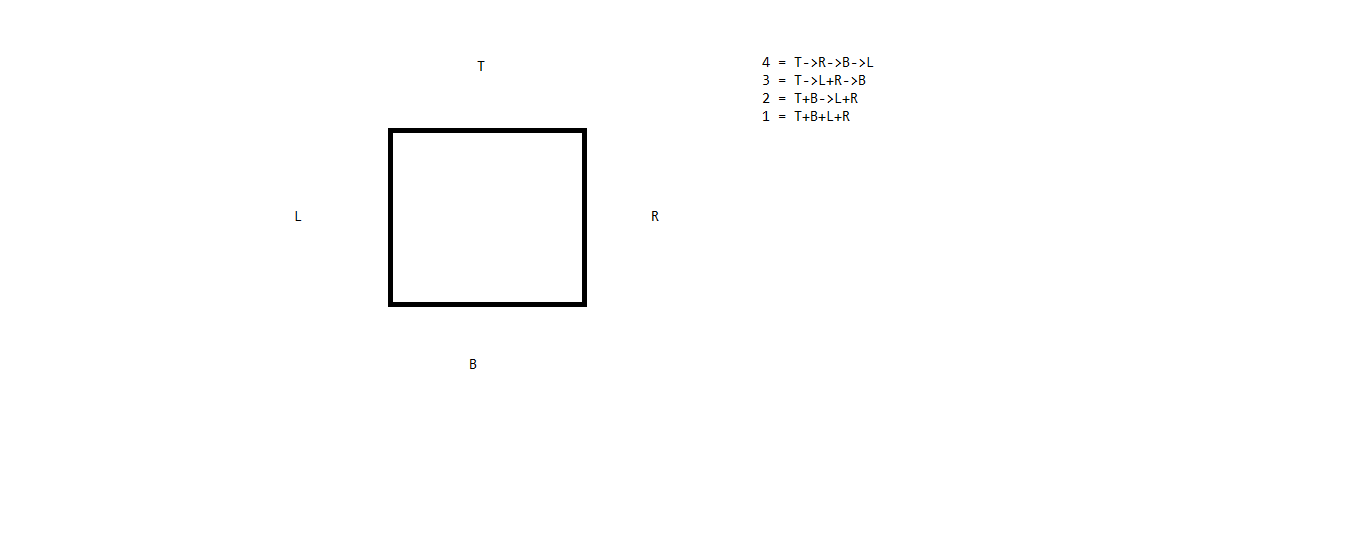 T
4 = T->R->B->L
3 = T->L+R->B
2 = T+B->L+R
1 = T+B+L+R
L
R
B